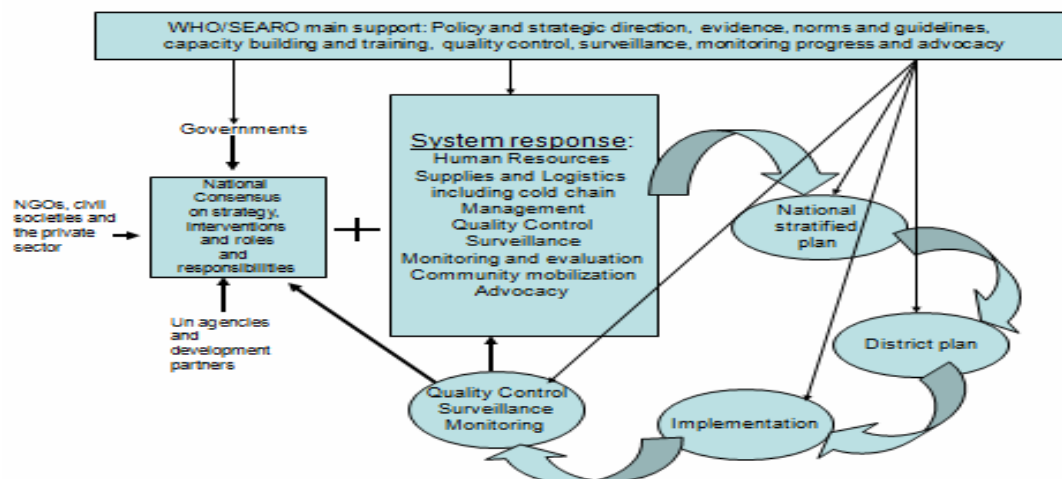 WHO/SEARO main support: Policy and strategic direction, evidence, norms and guidelines,
capacity building and training, quality control, surveillance, monitoring progress and advocacy
Governments
NGOs, civil
societies and
the private
sector
National
Consensus
on strategy,
interventions
and roles
and
responsibilities
Un agencies
and
development
partners
+
System response:
Human Resources
Supplies and Logistics
including cold chain
Management
Quality Control
Surveillance
Monitoring and evaluation
Community mobilization
Advocacy
National
stratified
plan
District plan
Implementation
Quality Control
Surveillance
Monitoring